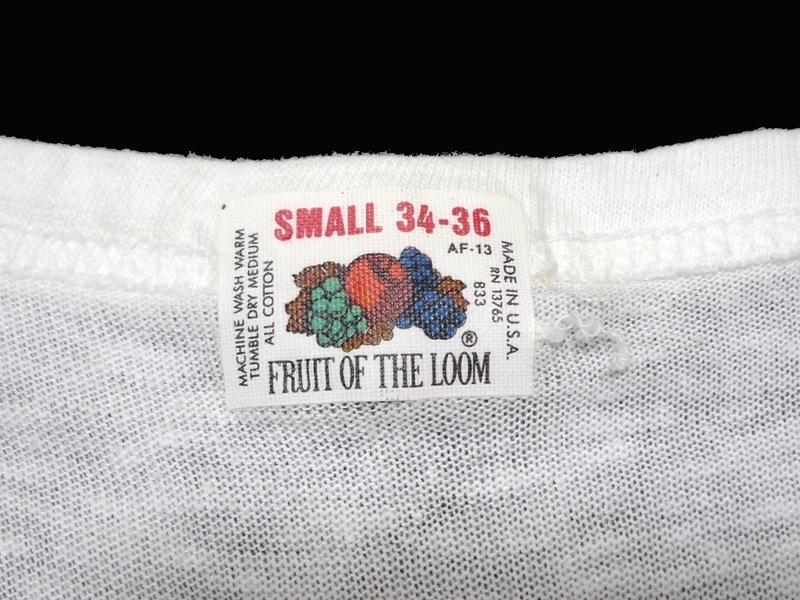 SMALL 34-36
AF-13
MACHINE WASH WARM
TUMBLE DRY MEDIUM
ALL COTTON
MADE IN U.S.A.
RN 13765
833
®
FRUIT OF THE LOOM